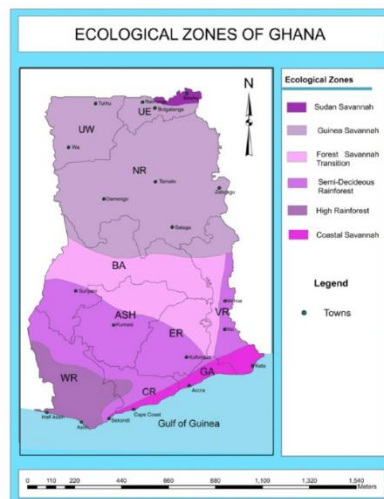 ECOLOGICAL ZONES OF GHANA
Ecological Zones
Sudan Savannah
Guinea Savannah
Forest Savannah
Transition
Semi-Decideous
Rainforest
High Rainforest
Coastal Savannah
Legend
Towns
N
UE
Bolgatanga
UW
Wa
NR
Tamale
Damongo
Salaga
BA
Sunyani
ASH
Kumasi
VR
Ho
ER
Koforidua
GA
Keta
WR
CR
Accra
Cape Coast
Half Assin
Axim
Sekondi
Gulf of Guinea
0 110 220 440 660 880 1,100 1,320 1,540
Meters